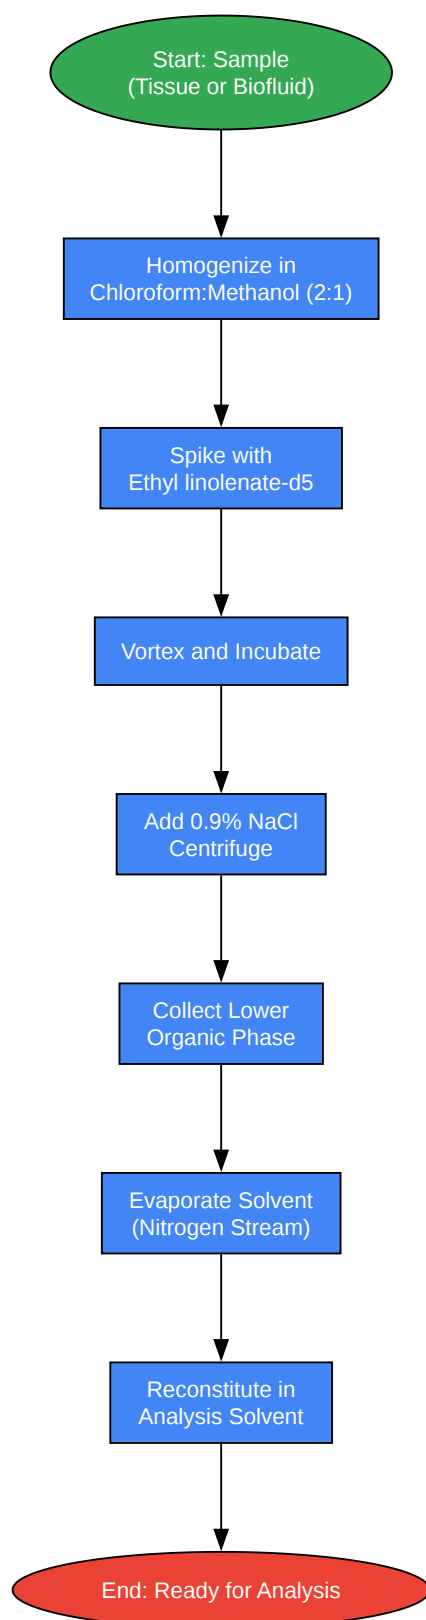 Start: Sample
(Tissue or Biofluid)
Homogenize in
Chloroform:Methanol (2:1)
Spike with
Ethyl linolenate-d5
Vortex and Incubate
Add 0.9% NaCl
Centrifuge
Collect Lower
Organic Phase
Evaporate Solvent
(Nitrogen Stream)
Reconstitute in
Analysis Solvent
End: Ready for Analysis